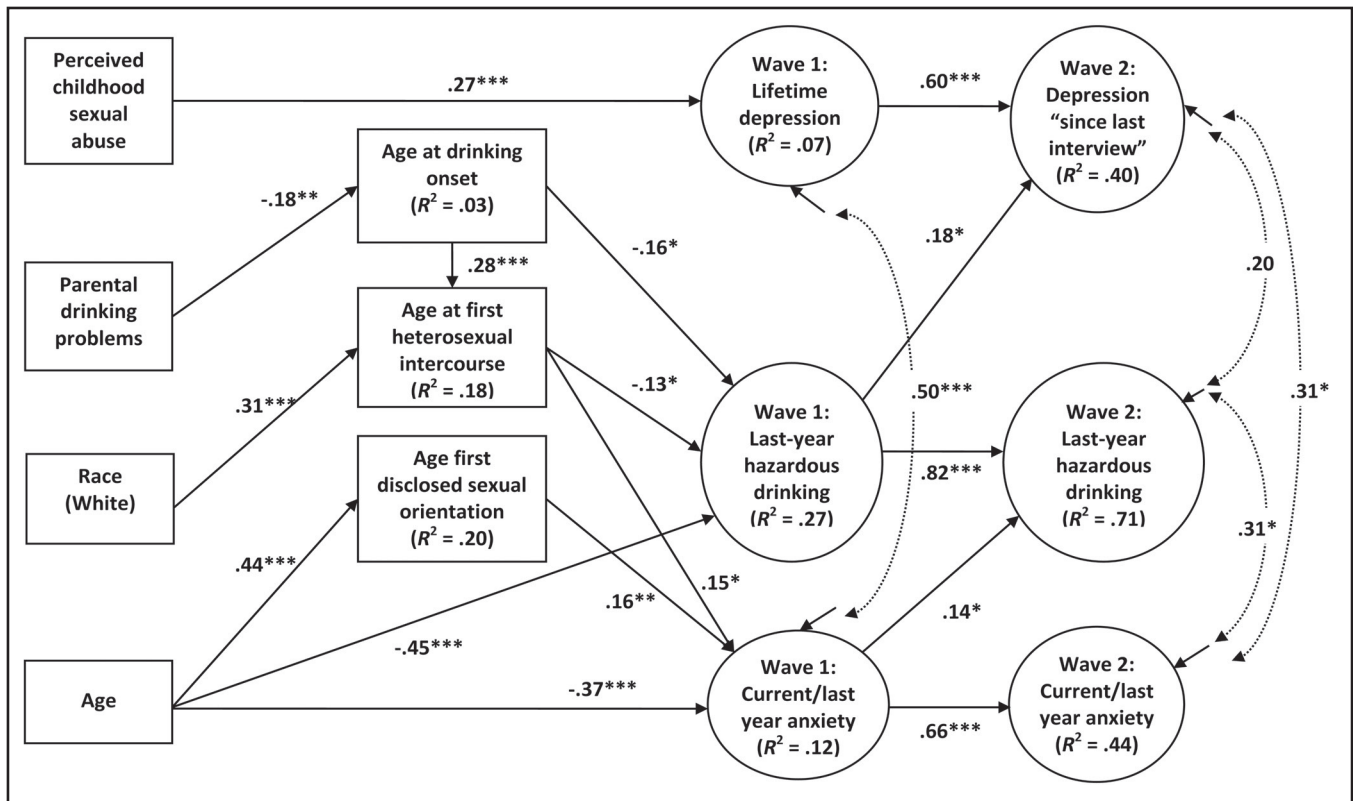 Perceived
childhood
sexual
abuse
.27***
Wave 1:
Lifetime
depression
(R² = .07)
.60***
Wave 2:
Depression
“since last
interview”
(R² = .40)
Age at drinking
onset
(R² = .03)
-.18**
-.16*
.18*
.28***
.20
Parental
drinking
problems
Age at first
heterosexual
intercourse
(R² = .18)
.31***
-.13*
.50***
.31*
Wave 1:
Last-year
hazardous
drinking
(R² = .27)
.82***
Wave 2:
Last-year
hazardous
drinking
(R² = .71)
Race
(White)
Age first
disclosed sexual
orientation
(R² = .20)
.44***
.16**
.15*
.31*
.14*
-.45***
Age
-.37***
Wave 1:
Current/last
year anxiety
(R² = .12)
.66***
Wave 2:
Current/last
year anxiety
(R² = .44)